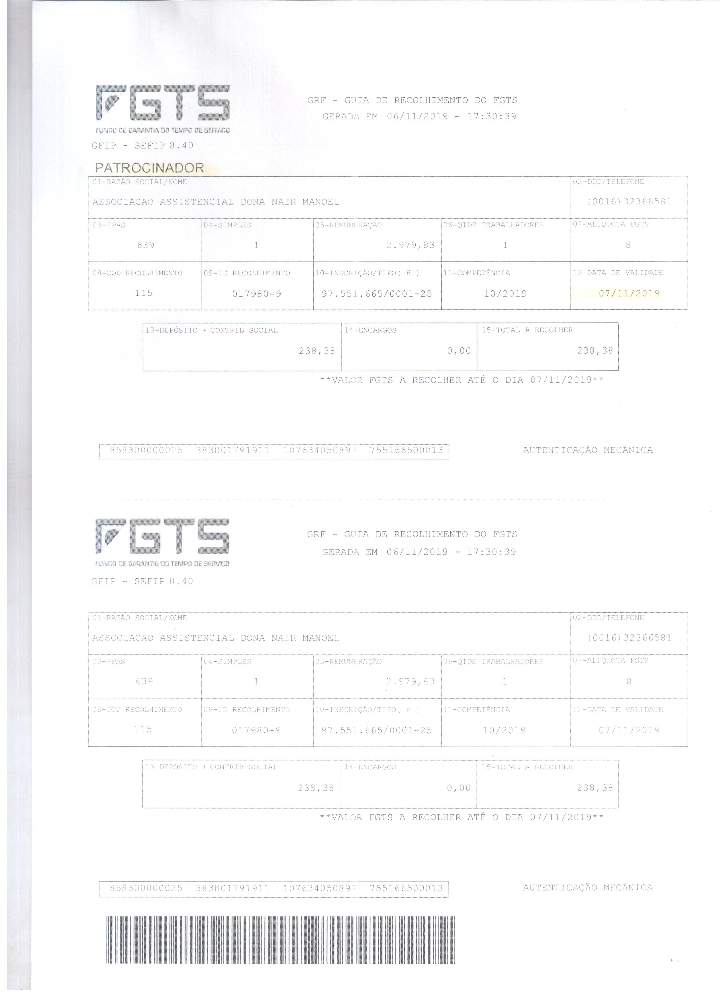 FGTS
FUNDO DE GARANTIA DO TEMPO DE SERVIÇO
GRF - GUIA DE RECOLHIMENTO DO FGTS
GERADA EM 06/11/2019 - 17:30:39
GFIP - SEFIP 8.40
PATROCINADOR
01-RAZÃO SOCIAL/NOME 02-DDD/TELEFONE
ASSOCIACAO ASSISTENCIAL DONA NAIR MANOEL (0016)32366581
03-FPAS 04-SIMPLES 05-REMUNERAÇÃO 06-QTDE TRABALHADORES 07-ALÍQUOTA FGTS
639 1 2.979,83 1 8
08-CÓD RECOLHIMENTO 09-ID RECOLHIMENTO 10-INSCRIÇÃO/TIPO( 8 ) 11-COMPETÊNCIA 12-DATA DE VALIDADE
115 017980-9 97.551.665/0001-25 10/2019 07/11/2019
13-DEPÓSITO + CONTRIB SOCIAL 14-ENCARGOS 15-TOTAL A RECOLHER
238,38 0,00 238,38
**VALOR FGTS A RECOLHER ATÉ O DIA 07/11/2019**
858300000025 383801791911 107634050897 755166500013 AUTENTICAÇÃO MECÂNICA
FGTS
FUNDO DE GARANTIA DO TEMPO DE SERVIÇO
GRF - GUIA DE RECOLHIMENTO DO FGTS
GERADA EM 06/11/2019 - 17:30:39
GFIP - SEFIP 8.40
01-RAZÃO SOCIAL/NOME 02-DDD/TELEFONE
ASSOCIACAO ASSISTENCIAL DONA NAIR MANOEL (0016)32366581
03-FPAS 04-SIMPLES 05-REMUNERAÇÃO 06-QTDE TRABALHADORES 07-ALÍQUOTA FGTS
639 1 2.979,83 1 8
08-CÓD RECOLHIMENTO 09-ID RECOLHIMENTO 10-INSCRIÇÃO/TIPO( 8 ) 11-COMPETÊNCIA 12-DATA DE VALIDADE
115 017980-9 97.551.665/0001-25 10/2019 07/11/2019
13-DEPÓSITO + CONTRIB SOCIAL 14-ENCARGOS 15-TOTAL A RECOLHER
238,38 0,00 238,38
**VALOR FGTS A RECOLHER ATÉ O DIA 07/11/2019**
858300000025 383801791911 107634050897 755166500013 AUTENTICAÇÃO MECÂNICA